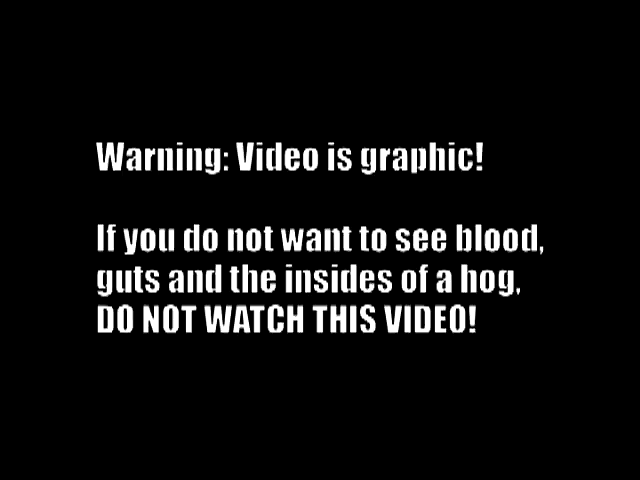 Warning: Video is graphic!
If you do not want to see blood,
guts and the insides of a hog,
DO NOT WATCH THIS VIDEO!